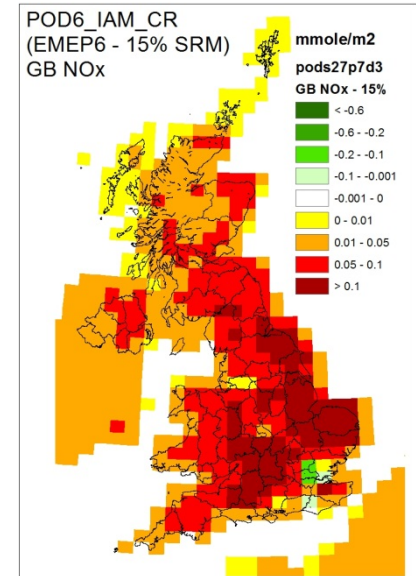 POD6_IAM_CR
(EMEP6 - 15% SRM)
GB NOx
mmole/m2
pods27p7d3
GB NOx - 15%
< -0.6
-0.6 - -0.2
-0.2 - -0.1
-0.1 - -0.001
-0.001 - 0
0 - 0.01
0.01 - 0.05
0.05 - 0.1
> 0.1